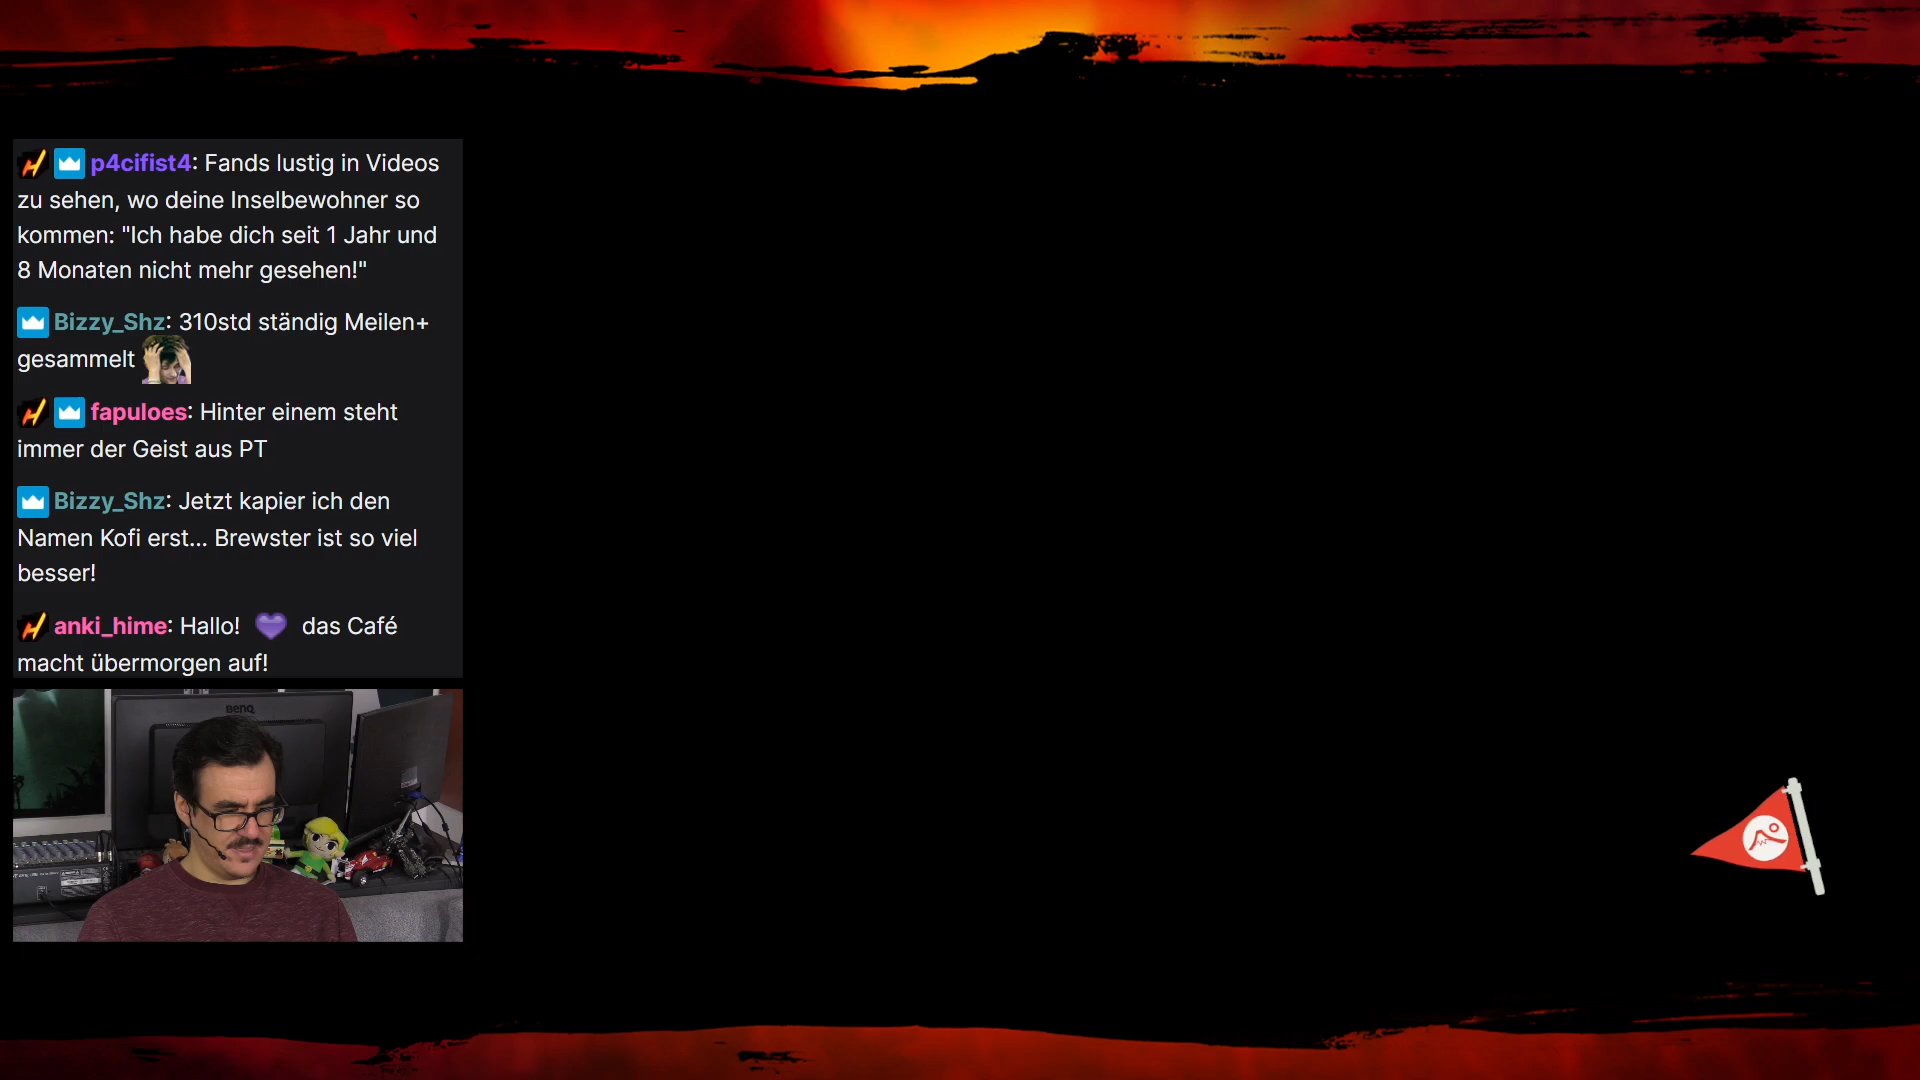 p4cifist4: Fands lustig in Videos
zu sehen, wo deine Inselbewohner so
kommen: "Ich habe dich seit 1 Jahr und
8 Monaten nicht mehr gesehen!"
Bizzy_Shz: 310std ständig Meilen+
gesammelt
fapuloes: Hinter einem steht
immer der Geist aus PT
Bizzy_Shz: Jetzt kapier ich den
Namen Kofi erst... Brewster ist so viel
besser!
anki_hime: Hallo! 💜 das Café
macht übermorgen auf!
BenQ